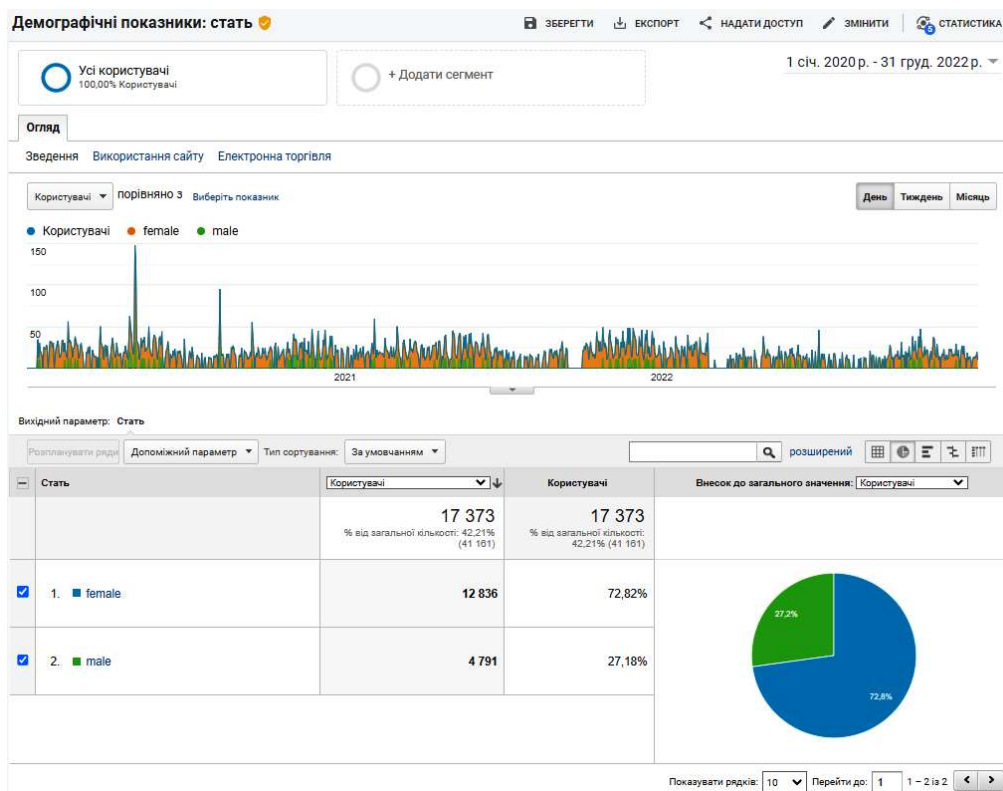 Демографічні показники: стать
ЗБЕРЕГТИ ЕКСПОРТ НАДАТИ ДОСТУП ЗМІНИТИ 5 СТАТИСТИКА
Усі користувачі
100,00% Користувачі
+ Додати сегмент
1 січ. 2020 р. - 31 груд. 2022 р.
Огляд
Зведення Використання сайту Електронна торгівля
Користувачі порівняно з Виберіть показник
День Тиждень Місяць
Користувачі female male
150
100
50
2021 2022
Вихідний параметр: Стать
Розпланувати ряди Допоміжний параметр Тип сортування: За умовчанням розширений
Стать Користувачі Користувачі Внесок до загального значення: Користувачі
17 373 17 373
% від загальної кількості: 42,21% % від загальної кількості:
(41 161) 42,21% (41 161)
1. female 12 836 72,82%
2. male 4 791 27,18%
27,2%
72,8%
Показувати рядків: 10 Перейти до: 1 1 – 2 із 2